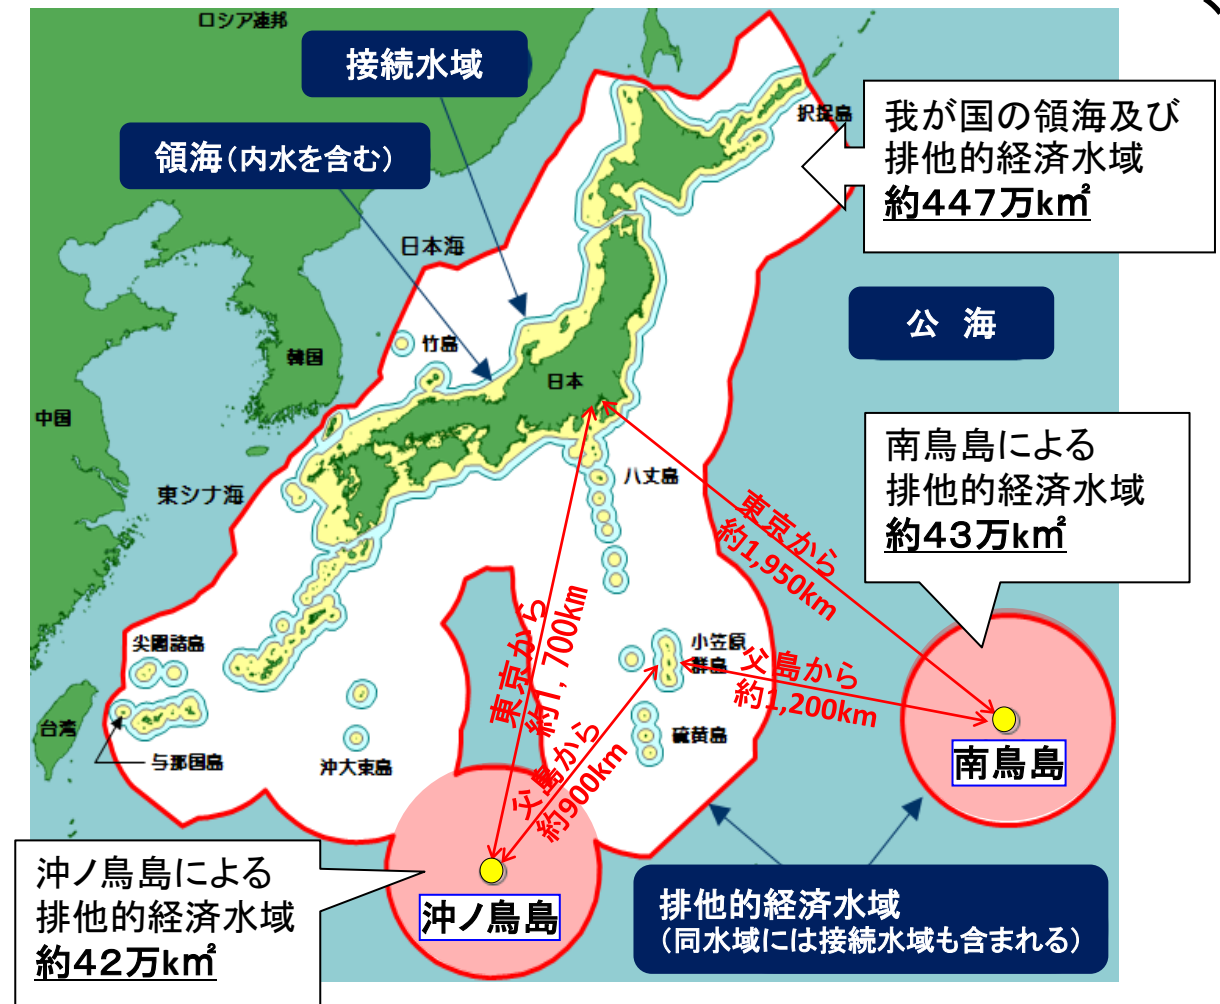 ロシア連邦
接続水域
領海(内水を含む)
択捉島
我が国の領海及び
排他的経済水域
約447万k㎡
日本海
公 海
竹島
韓国
日本
中国
南鳥島による
排他的経済水域
約43万k㎡
八丈島
東シナ海
東京から
約1,950km
東京から
約1,700km
尖閣諸島
小笠原
群島
父島から
約1,200km
台湾
与那国島
沖大東島
硫黄島
父島から
約900km
南鳥島
沖ノ鳥島による
排他的経済水域
約42万k㎡
沖ノ鳥島
排他的経済水域
(同水域には接続水域も含まれる)